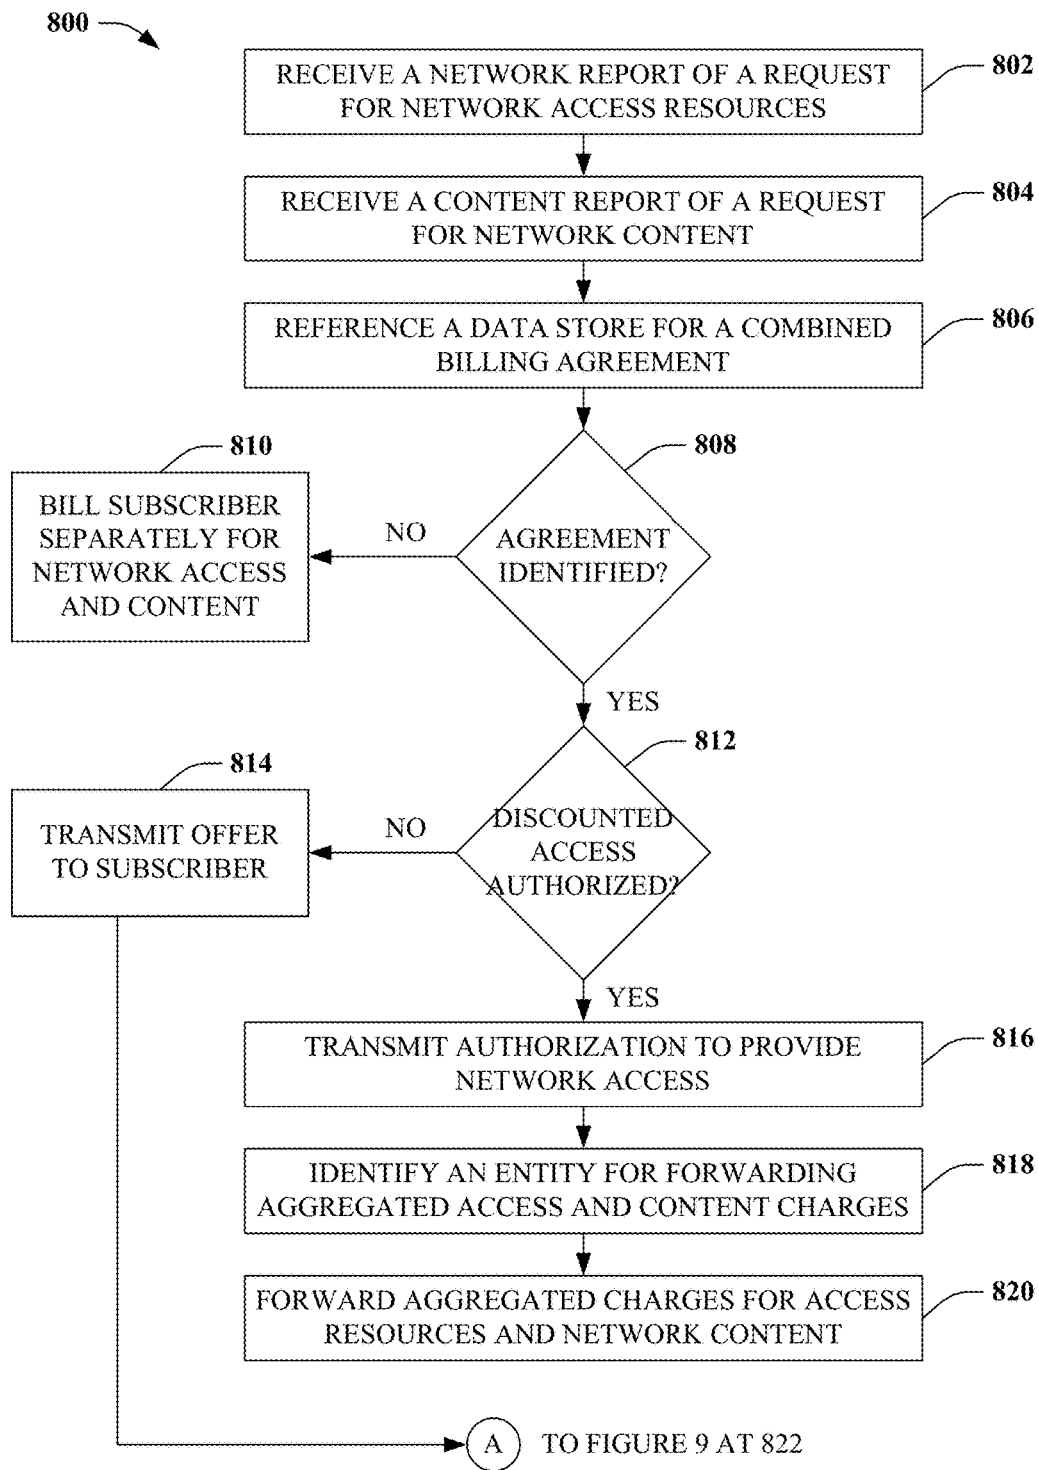 800
RECEIVE A NETWORK REPORT OF A REQUEST
FOR NETWORK ACCESS RESOURCES
802
RECEIVE A CONTENT REPORT OF A REQUEST
FOR NETWORK CONTENT
804
REFERENCE A DATA STORE FOR A COMBINED
BILLING AGREEMENT
806
808
AGREEMENT
IDENTIFIED?
NO
810
BILL SUBSCRIBER
SEPARATELY FOR
NETWORK ACCESS
AND CONTENT
YES
812
DISCOUNTED
ACCESS
AUTHORIZED?
NO
814
TRANSMIT OFFER
TO SUBSCRIBER
YES
TRANSMIT AUTHORIZATION TO PROVIDE
NETWORK ACCESS
816
IDENTIFY AN ENTITY FOR FORWARDING
AGGREGATED ACCESS AND CONTENT CHARGES
818
FORWARD AGGREGATED CHARGES FOR ACCESS
RESOURCES AND NETWORK CONTENT
820
A TO FIGURE 9 AT 822